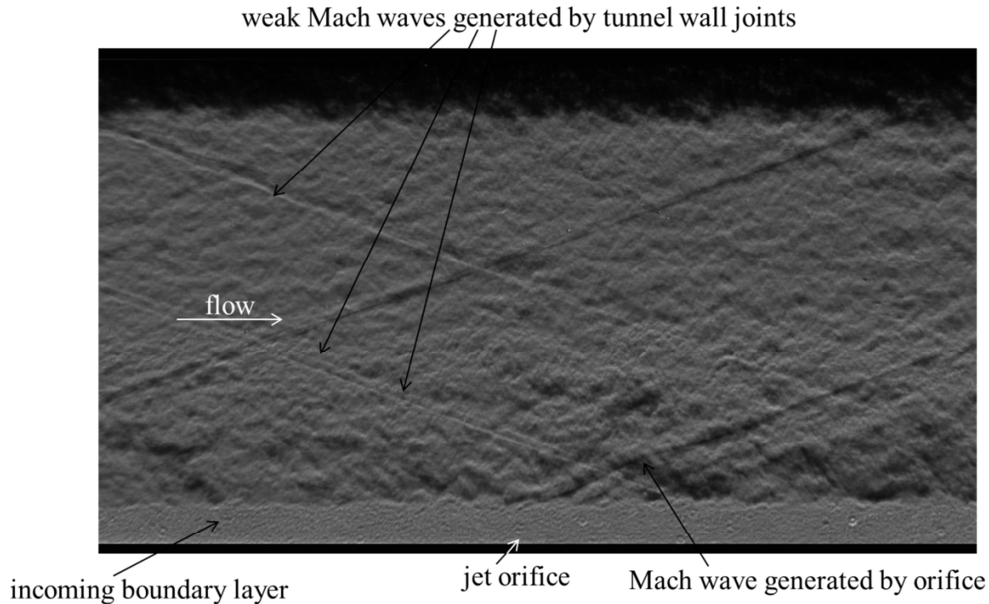 weak Mach waves generated by tunnel wall joints
flow
jet orifice
incoming boundary layer
Mach wave generated by orifice